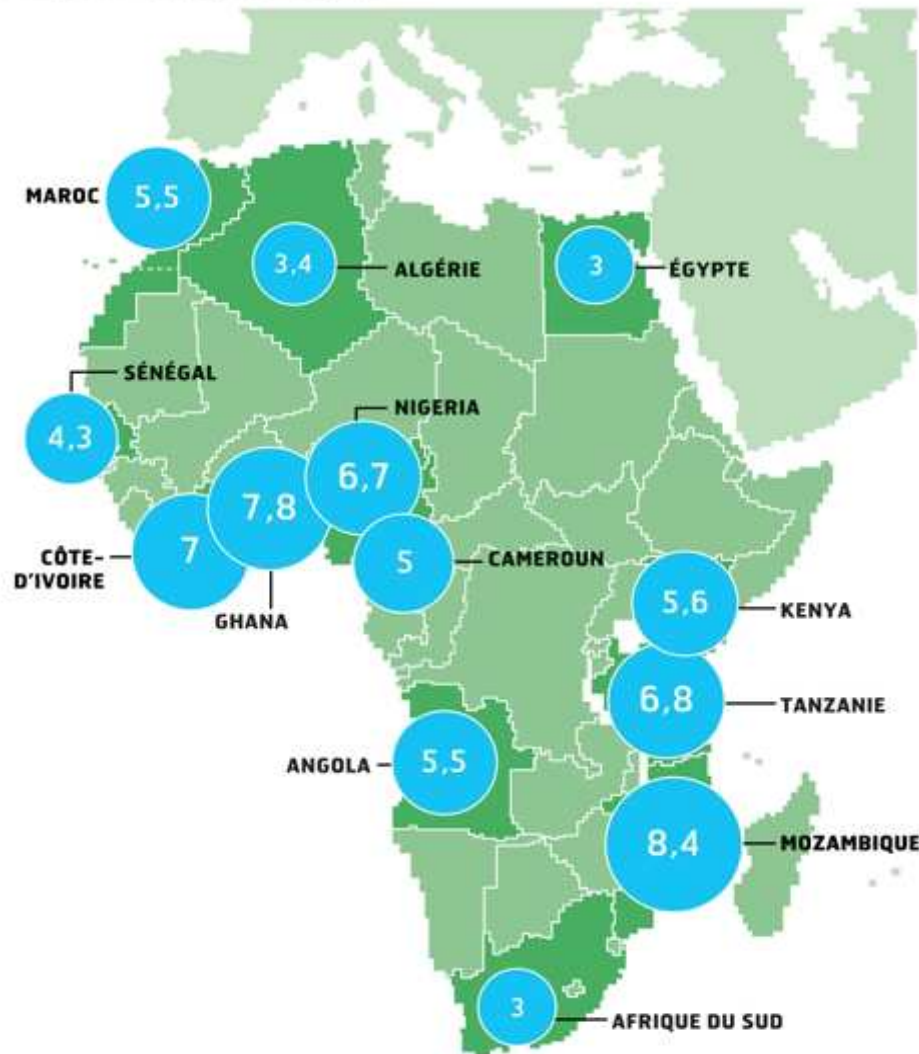 MAROC
5,5
3,4
ALGÉRIE
3
ÉGYPTE
SÉNÉGAL
4,3
NIGERIA
6,7
7,8
GHANA
7
CÔTE-
D'IVOIRE
5
CAMEROUN
5,6
KENYA
6,8
TANZANIE
ANGOLA
5,5
8,4
MOZAMBIQUE
3
AFRIQUE DU SUD